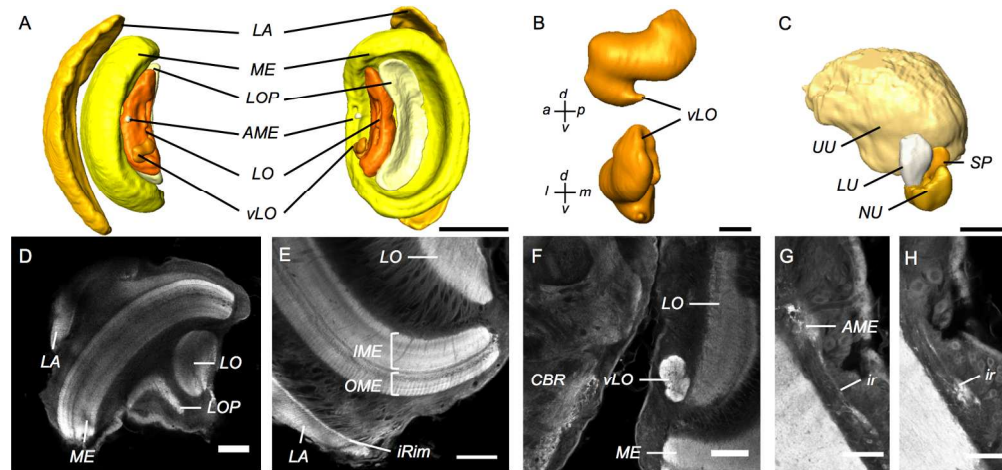 A
LA
ME
LOP
AME
LO
vLO
B
d
a p
v
vLO
d
l m
v
C
UU
LU
SP
NU
D
LA
LO
LOP
ME
E
LO
IME
OME
LA
iRim
F
LO
CBR
vLO
ME
G
AME
ir
H
ir